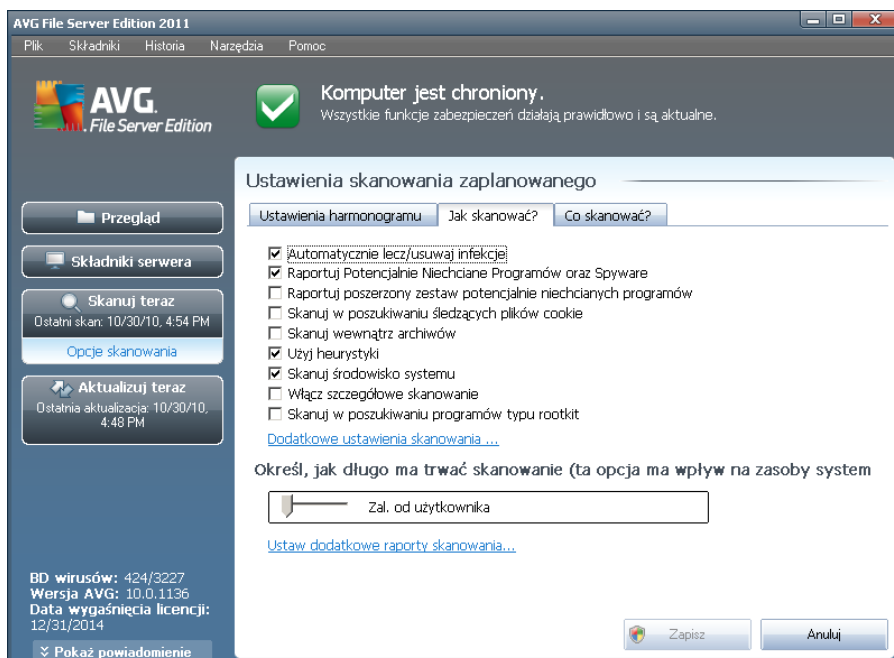 AVG File Server Edition 2011
Plik Składniki Historia Narzędzia Pomoc
AVG.
File Server Edition
Komputer jest chroniony.
Wszystkie funkcje zabezpieczeń działają prawidłowo i są aktualne.
Przegląd
Składniki serwera
Skanuj teraz
Ostatni skan: 10/30/10, 4:54 PM
Opcje skanowania
Aktualizuj teraz
Ostatnia aktualizacja: 10/30/10,
4:48 PM
BD wirusów: 424/3227
Wersja AVG: 10.0.1136
Data wygaśnięcia licencji:
12/31/2014
Pokaż powiadomienie
Ustawienia skanowania zaplanowanego
Ustawienia harmonogramu Jak skanować? Co skanować?
Automatycznie lecz/usuwaj infekcje
Raportuj Potencjalnie Niechciane Programów oraz Spyware
Raportuj poszerzony zestaw potencjalnie niechcianych programów
Skanuj w poszukiwaniu śledzących plików cookie
Skanuj wewnątrz archiwów
Użyj heurystyki
Skanuj środowisko systemu
Włącz szczegółowe skanowanie
Skanuj w poszukiwaniu programów typu rootkit
Dodatkowe ustawienia skanowania ...
Określ, jak długo ma trwać skanowanie (ta opcja ma wpływ na zasoby system
Zal. od użytkownika
Ustaw dodatkowe raporty skanowania...
Zapisz Anuluj